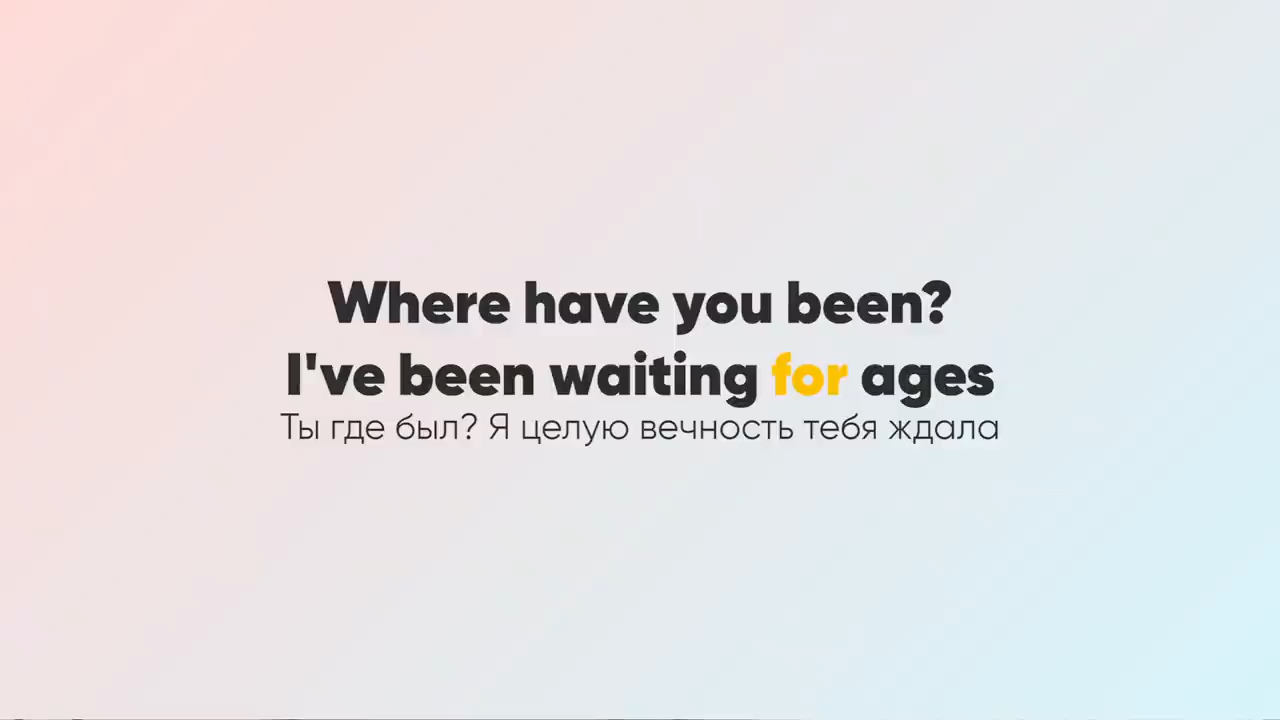 Where have you been?
I've been waiting for ages
Ты где был? Я целую вечность тебя ждала